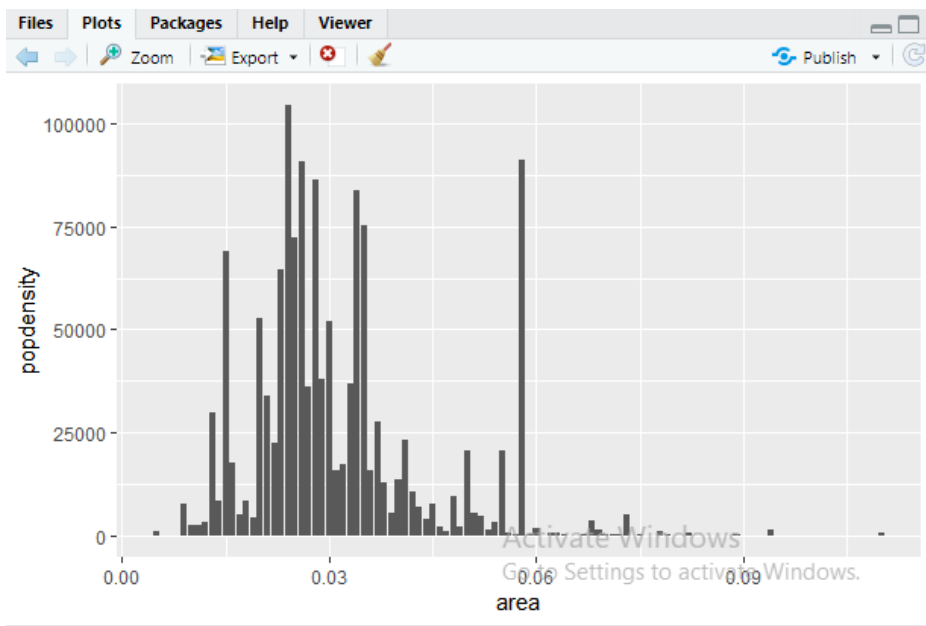 Files Plots Packages Help Viewer
Zoom Export Publish
100000
75000
50000
25000
0
popdensity
0.00 0.03 0.06 0.09
area
Activate Windows
Go to Settings to activate Windows.